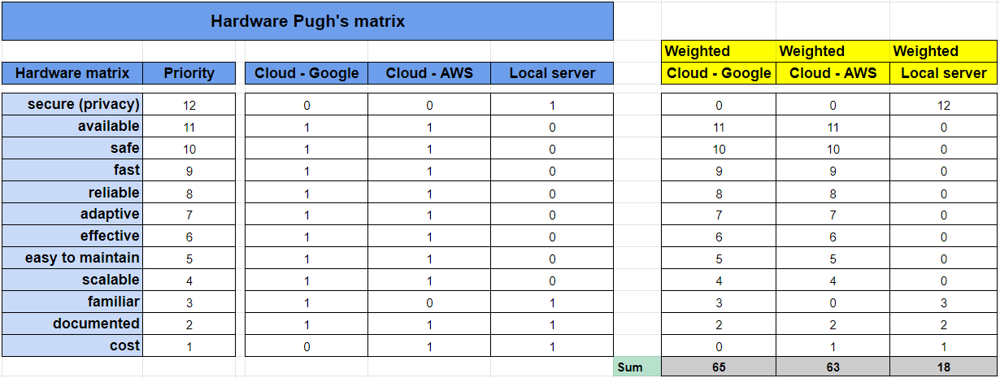 Hardware Pugh's matrix
Weighted Weighted Weighted
Hardware matrix Priority Cloud - Google Cloud - AWS Local server Cloud - Google Cloud - AWS Local server
secure (privacy) 12 0 0 1 0 0 12
available 11 1 1 0 11 11 0
safe 10 1 1 0 10 10 0
fast 9 1 1 0 9 9 0
reliable 8 1 1 0 8 8 0
adaptive 7 1 1 0 7 7 0
effective 6 1 1 0 6 6 0
easy to maintain 5 1 1 0 5 5 0
scalable 4 1 1 0 4 4 0
familiar 3 1 0 1 3 0 3
documented 2 1 1 1 2 2 2
cost 1 0 1 1 0 1 1
Sum 65 63 18